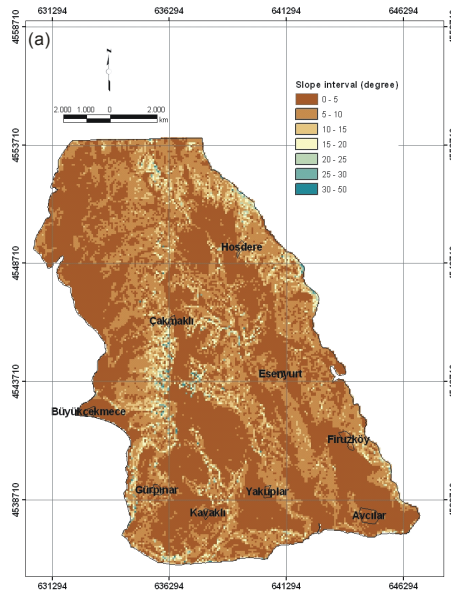 631294 636294 641294 646294
4558710
(a)
2.000 1.000 0 2.000
km
Slope interval (degree)
0 - 5
5 - 10
10 - 15
15 - 20
20 - 25
25 - 30
30 - 50
4553710
Hoşdere
4548710
Çakmaklı
Esenyurt
4543710
Büyükçekmece
Firuzköy
Gürpınar
Yakuplar
4538710
Kavaklı
Avcılar
631294 636294 641294 646294